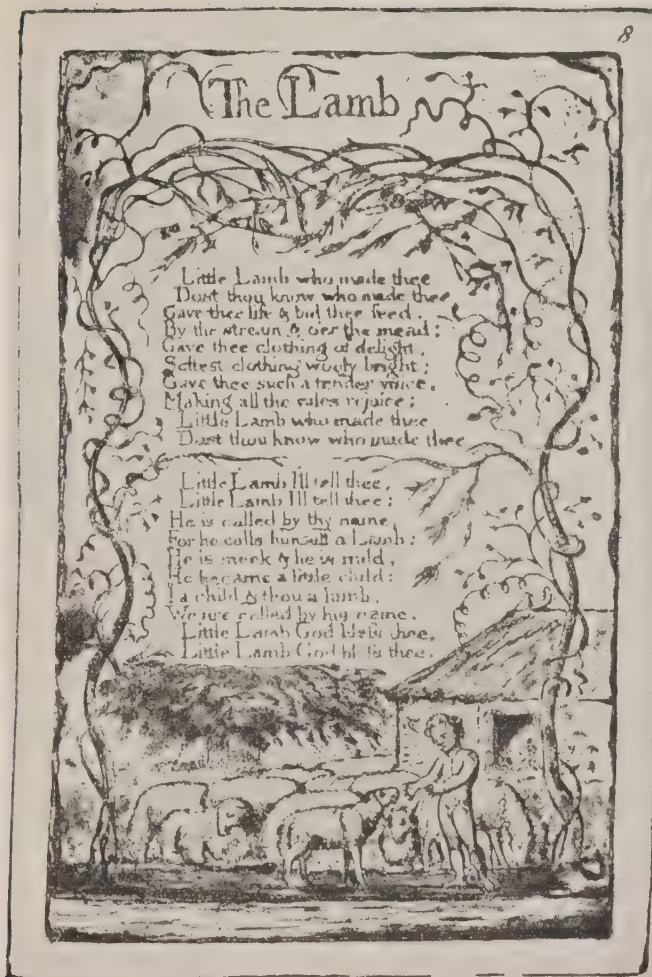 8
The Lamb
Little Lamb who made thee
Dost thou know who made thee
Gave thee life & bid thee feed.
By the stream & o'er the mead;
Gave thee clothing of delight,
Softest clothing wooly bright;
Gave thee such a tender voice,
Making all the vales rejoice;
Little Lamb who made thee
Dost thou know who made thee
Little Lamb I'll tell thee,
Little Lamb I'll tell thee;
He is called by thy name,
For he calls himself a Lamb:
He is meek & he is mild,
He became a little child:
I a child & thou a lamb,
We are called by his name.
Little Lamb God bless thee,
Little Lamb God bless thee.